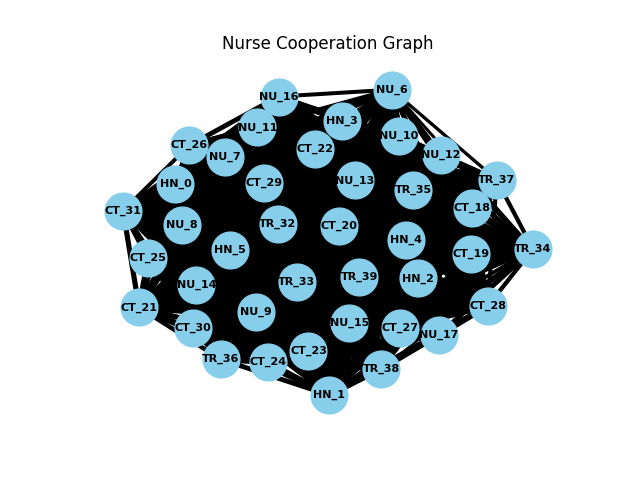 Nurse Cooperation Graph
NU_6
NU_16
HN_3
NU_11
NU_10
CT_26
CT_22
NU_12
NU_7
NU_13
TR_37
HN_0
CT_29
TR_35
CT_18
CT_31
TR_32
NU_8
CT_20
HN_4
TR_34
HN_5
CT_19
CT_25
TR_39
HN_2
TR_33
NU_14
CT_21
CT_28
NU_9
NU_15
CT_30
CT_27
NU_17
CT_23
TR_36
CT_24
TR_38
HN_1